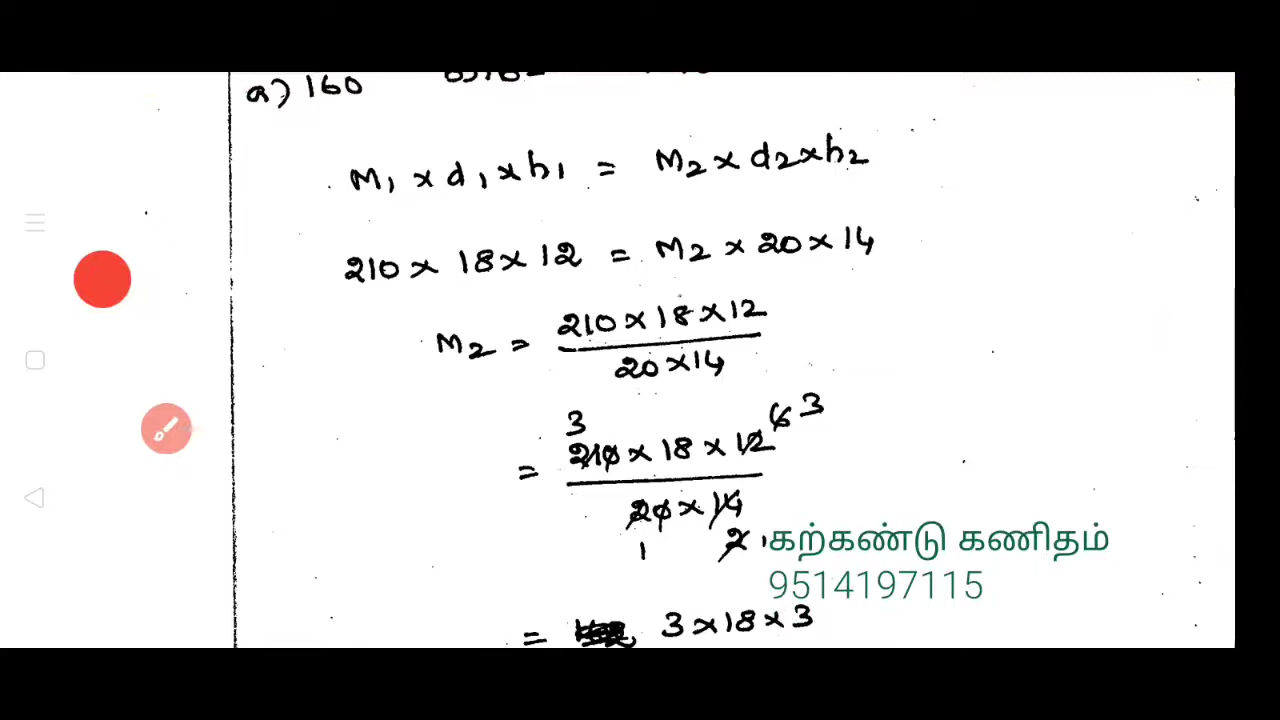 a) 160
M₁ × d₁ × h₁ = M₂ × d₂ × h₂
210 × 18 × 12 = M₂ × 20 × 14
M₂ = 210 × 18 × 12
20 × 14
3 6 3
= 210 × 18 × 12
20 × 14
1 2 1
கற்கண்டு கணிதம்
9514197115
= 3 × 18 × 3